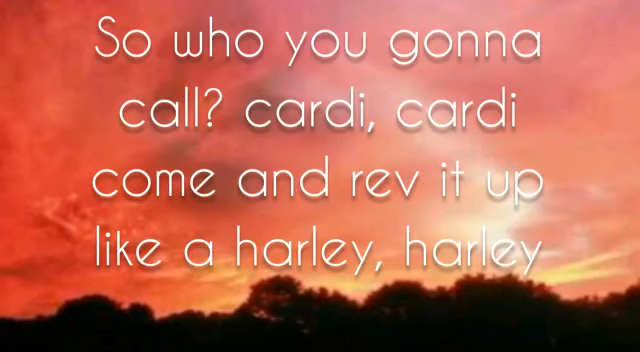 So who you gonna
call? cardi, cardi
come and rev it up
like a harley, harley